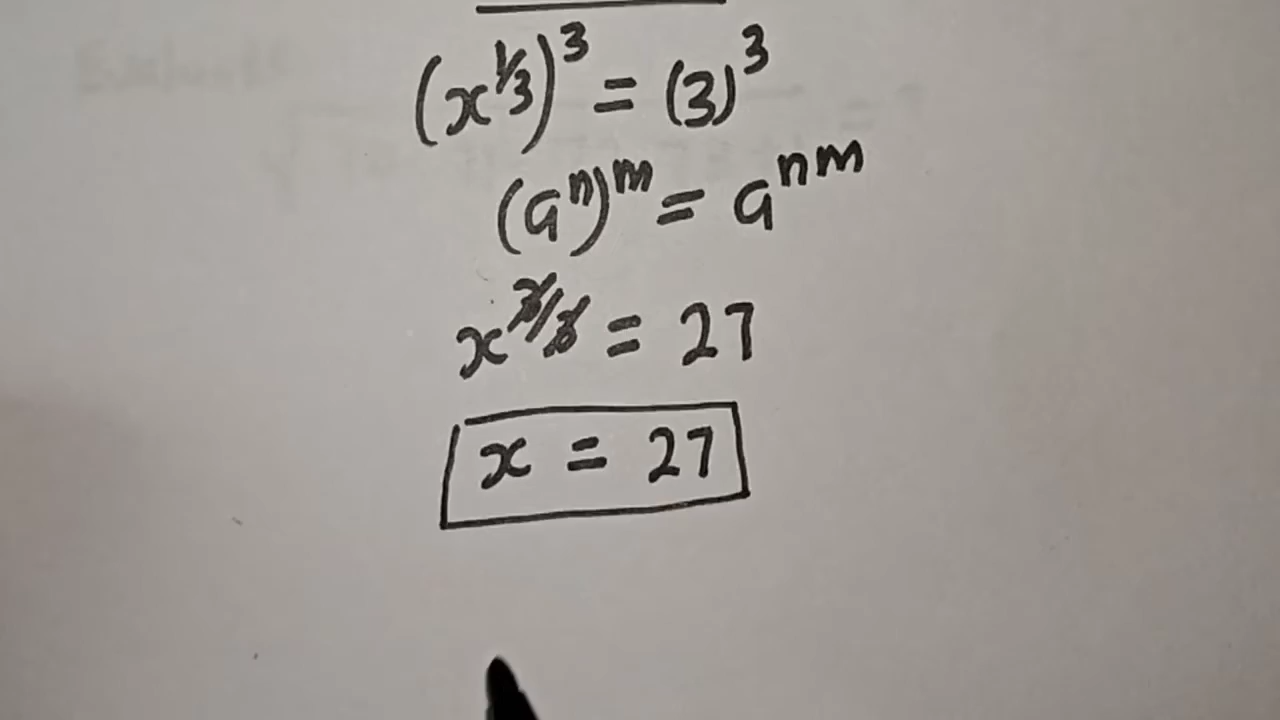 (x^{1/3})^3 = (3)^3
(a^n)^m = a^{nm}
x^{3/3} = 27
x = 27